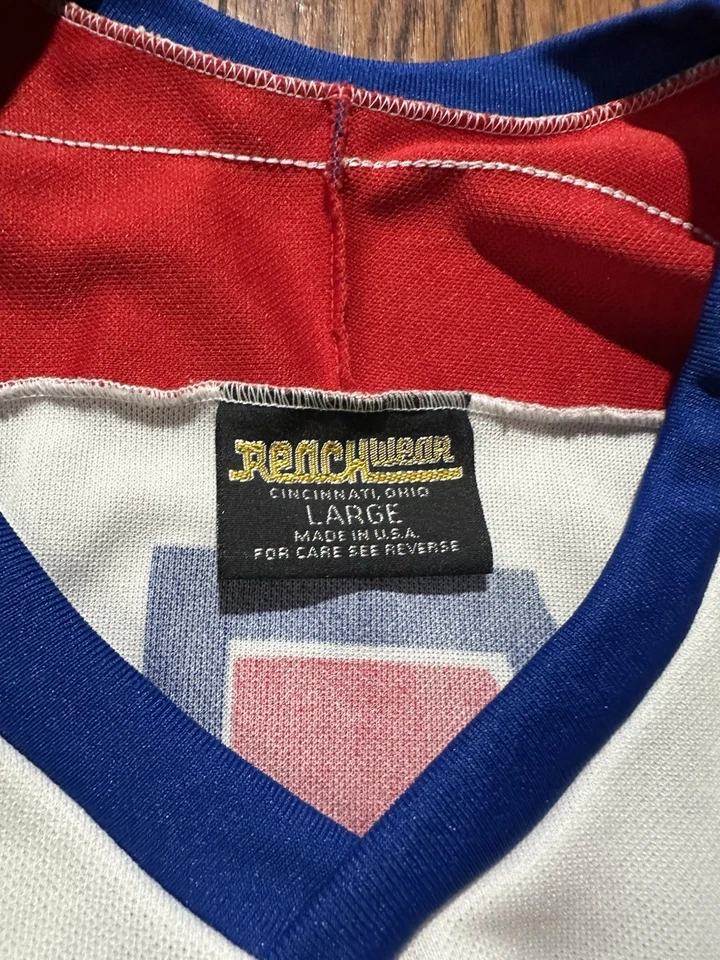 REACHWEAR
CINCINNATI, OHIO
LARGE
MADE IN U.S.A.
FOR CARE SEE REVERSE